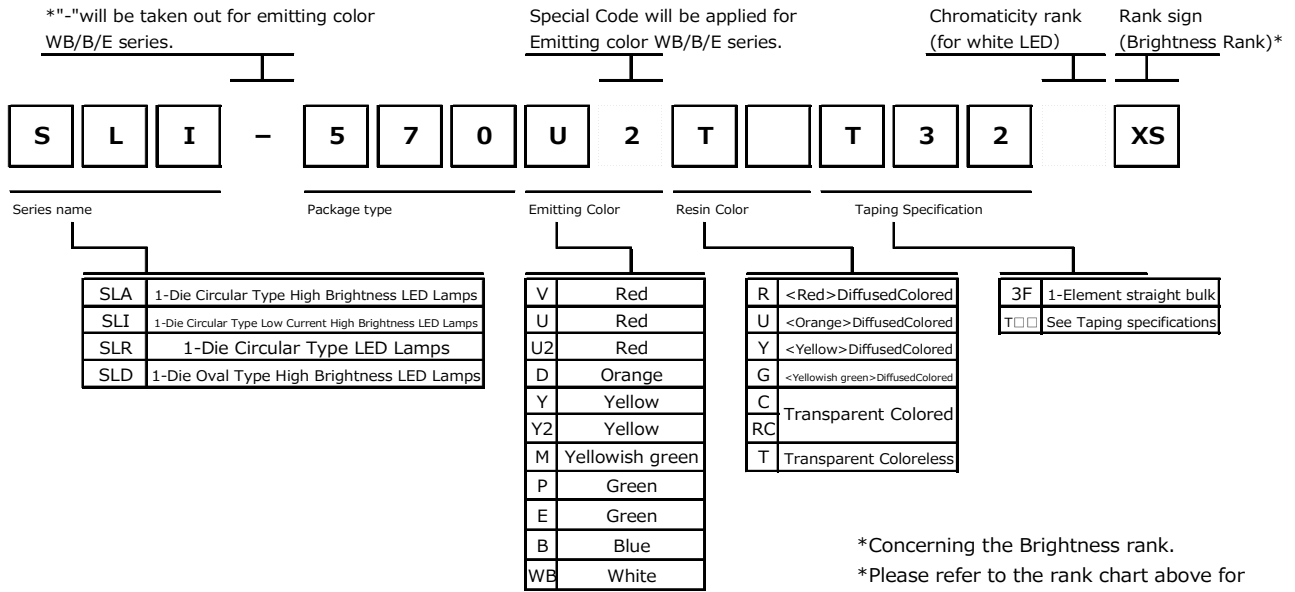 *"-"will be taken out for emitting color
WB/B/E series.
Special Code will be applied for
Emitting color WB/B/E series.
Chromaticity rank
(for white LED)
Rank sign
(Brightness Rank)*
S L I – 5 7 0 U 2 T T 3 2 XS
Series name
Package type
Emitting Color
Resin Color
Taping Specification
SLA 1-Die Circular Type High Brightness LED Lamps
SLI 1-Die Circular Type Low Current High Brightness LED Lamps
SLR 1-Die Circular Type LED Lamps
SLD 1-Die Oval Type High Brightness LED Lamps
V Red
U Red
U2 Red
D Orange
Y Yellow
Y2 Yellow
M Yellowish green
P Green
E Green
B Blue
WB White
R <Red>DiffusedColored
U <Orange>DiffusedColored
Y <Yellow>DiffusedColored
G <Yellowish green>DiffusedColored
C
Transparent Colored
RC
T Transparent Coloreless
3F 1-Element straight bulk
T□□ See Taping specifications
*Concerning the Brightness rank.
*Please refer to the rank chart above for